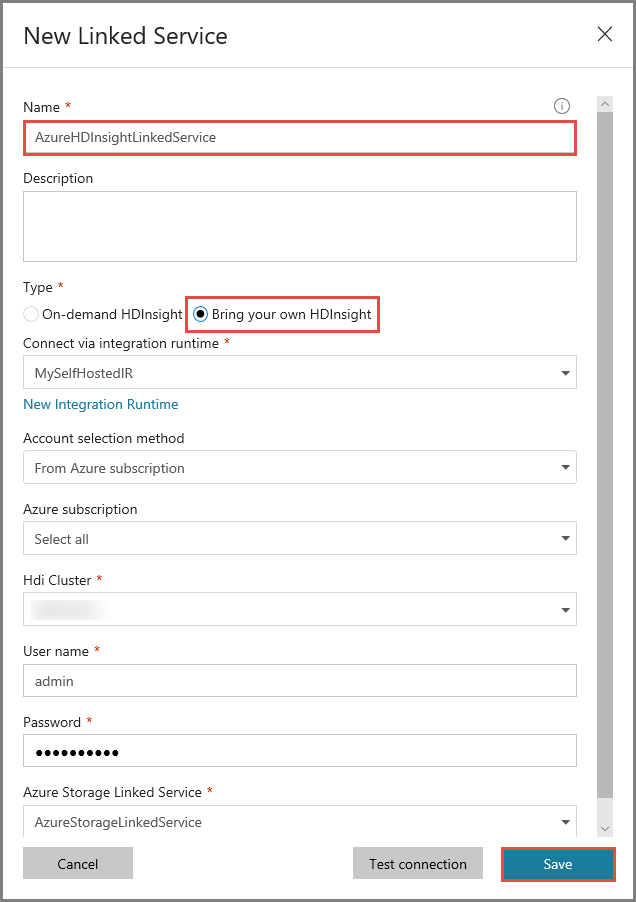 New Linked Service
Name *
AzureHDInsightLinkedService
Description
Type *
On-demand HDInsight Bring your own HDInsight
Connect via integration runtime *
MySelfHostedIR
New Integration Runtime
Account selection method
From Azure subscription
Azure subscription
Select all
Hdi Cluster *
User name *
admin
Password *
••••••••••
Azure Storage Linked Service *
AzureStorageLinkedService
Cancel Test connection Save